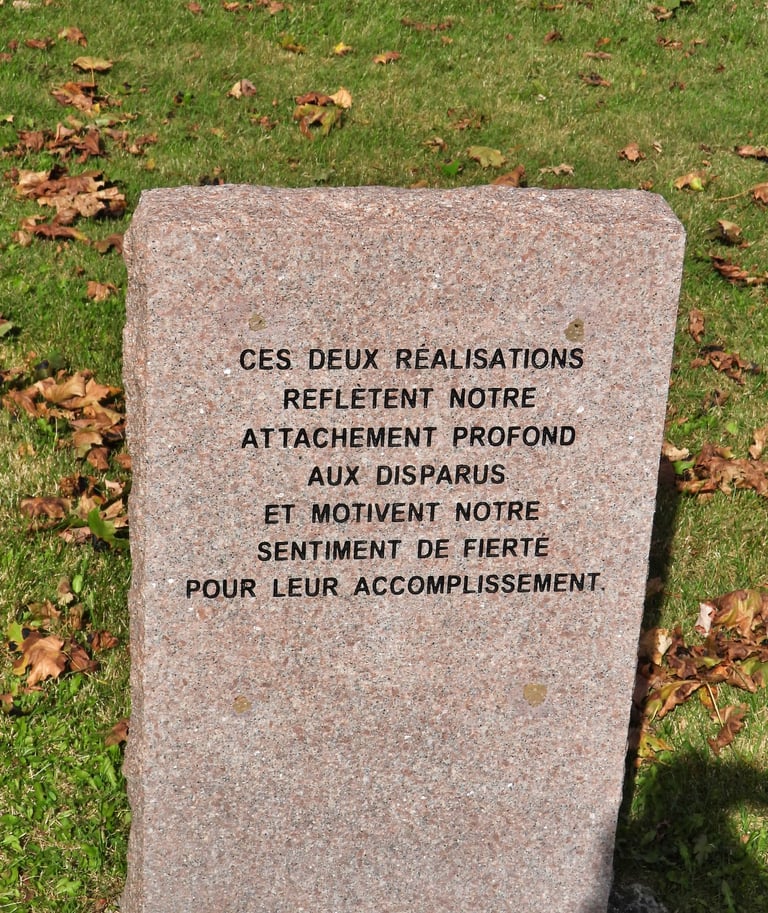 CES DEUX RÉALISATIONS
REFLÈTENT NOTRE
ATTACHEMENT PROFOND
AUX DISPARUS
ET MOTIVENT NOTRE
SENTIMENT DE FIERTÉ
POUR LEUR ACCOMPLISSEMENT.